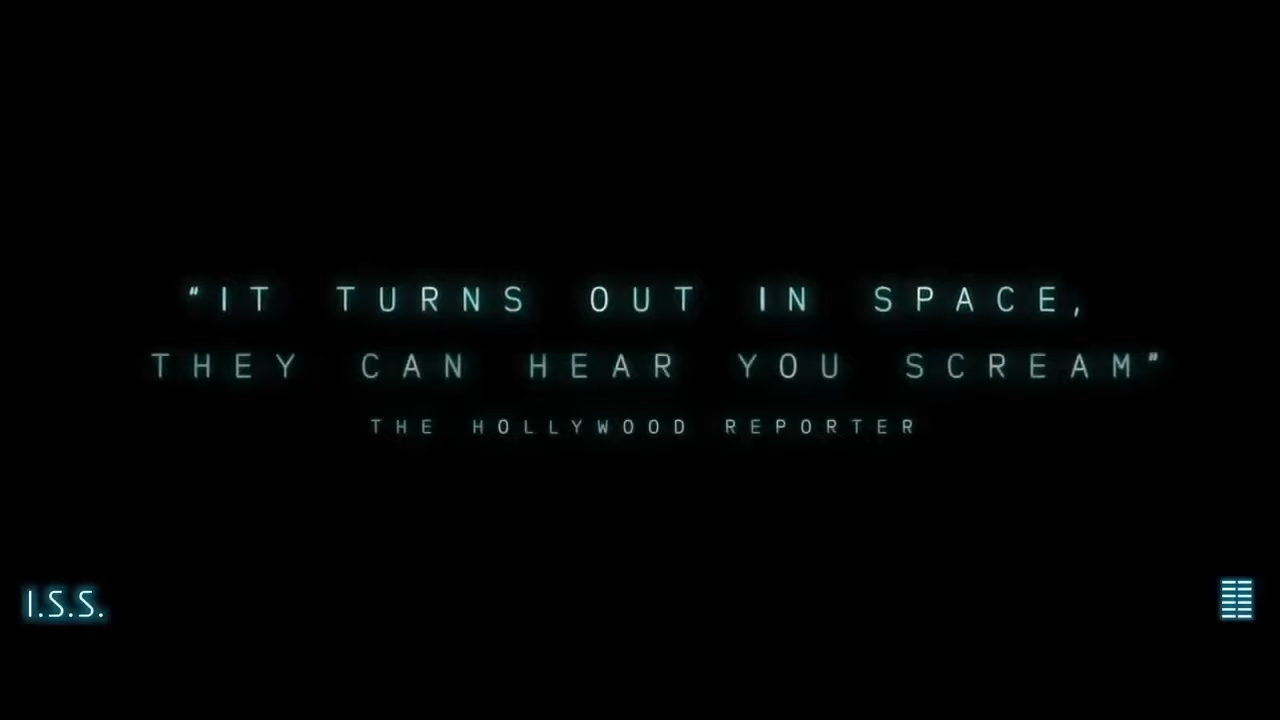 "IT TURNS OUT IN SPACE,
THEY CAN HEAR YOU SCREAM"
THE HOLLYWOOD REPORTER
I.S.S.